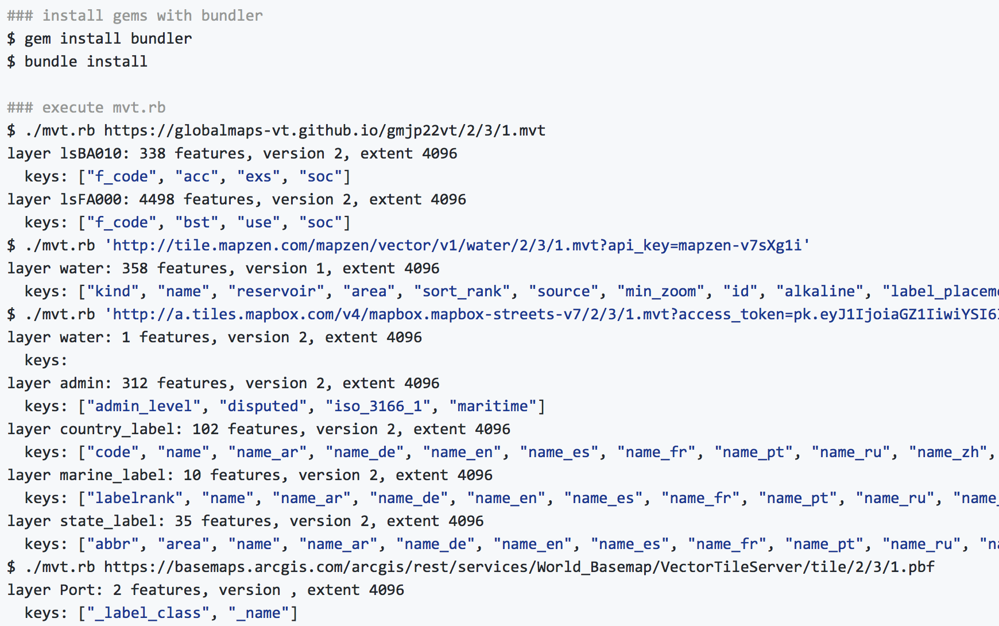 ### install gems with bundler
$ gem install bundler
$ bundle install
### execute mvt.rb
$ ./mvt.rb https://globalmaps-vt.github.io/gmjp22vt/2/3/1.mvt
layer lsBA010: 338 features, version 2, extent 4096
keys: ["f_code", "acc", "exs", "soc"]
layer lsFA000: 4498 features, version 2, extent 4096
keys: ["f_code", "bst", "use", "soc"]
$ ./mvt.rb 'http://tile.mapzen.com/mapzen/vector/v1/water/2/3/1.mvt?api_key=mapzen-v7sXg1i'
layer water: 358 features, version 1, extent 4096
keys: ["kind", "name", "reservoir", "area", "sort_rank", "source", "min_zoom", "id", "alkaline", "label_placeme
$ ./mvt.rb 'http://a.tiles.mapbox.com/v4/mapbox.mapbox-streets-v7/2/3/1.mvt?access_token=pk.eyJ1IjoiaGZ1IiwiYSI6I
layer water: 1 features, version 2, extent 4096
keys:
layer admin: 312 features, version 2, extent 4096
keys: ["admin_level", "disputed", "iso_3166_1", "maritime"]
layer country_label: 102 features, version 2, extent 4096
keys: ["code", "name", "name_ar", "name_de", "name_en", "name_es", "name_fr", "name_pt", "name_ru", "name_zh",
layer marine_label: 10 features, version 2, extent 4096
keys: ["labelrank", "name", "name_ar", "name_de", "name_en", "name_es", "name_fr", "name_pt", "name_ru", "name_
layer state_label: 35 features, version 2, extent 4096
keys: ["abbr", "area", "name", "name_ar", "name_de", "name_en", "name_es", "name_fr", "name_pt", "name_ru", "na
$ ./mvt.rb https://basemaps.arcgis.com/arcgis/rest/services/World_Basemap/VectorTileServer/tile/2/3/1.pbf
layer Port: 2 features, version , extent 4096
keys: ["_label_class", "_name"]